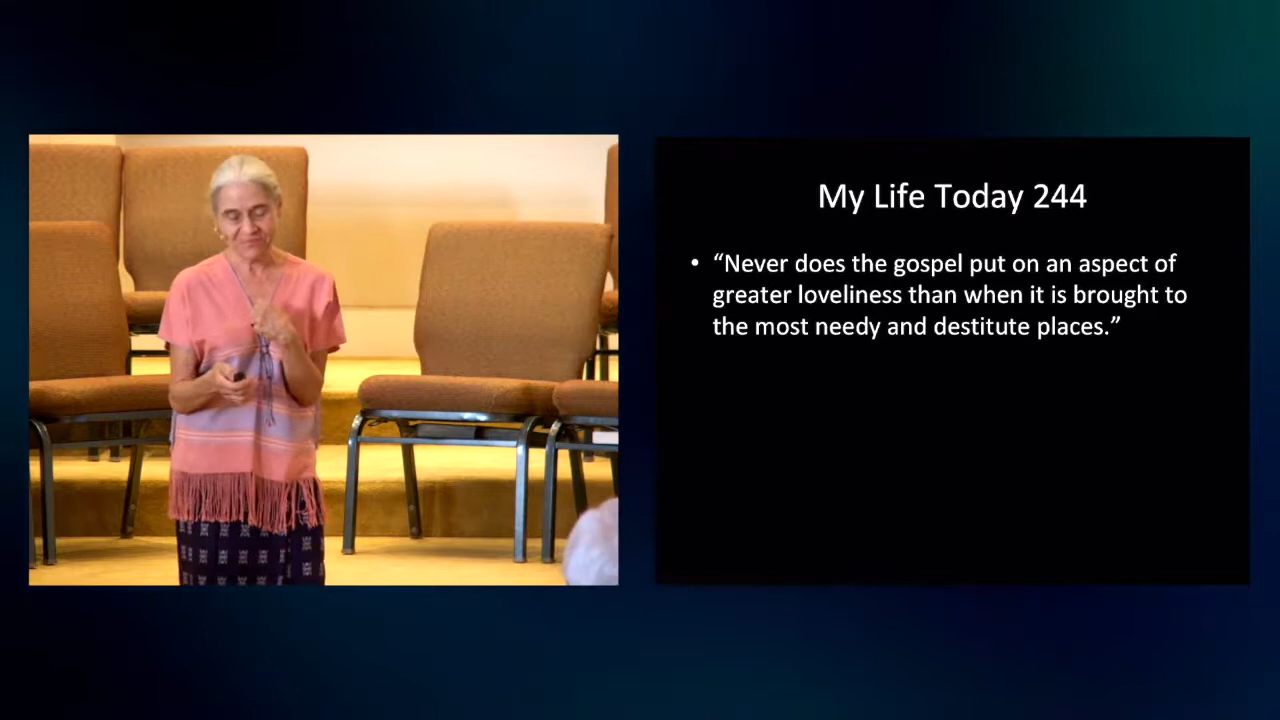 My Life Today 244
• “Never does the gospel put on an aspect of
greater loveliness than when it is brought to
the most needy and destitute places.”